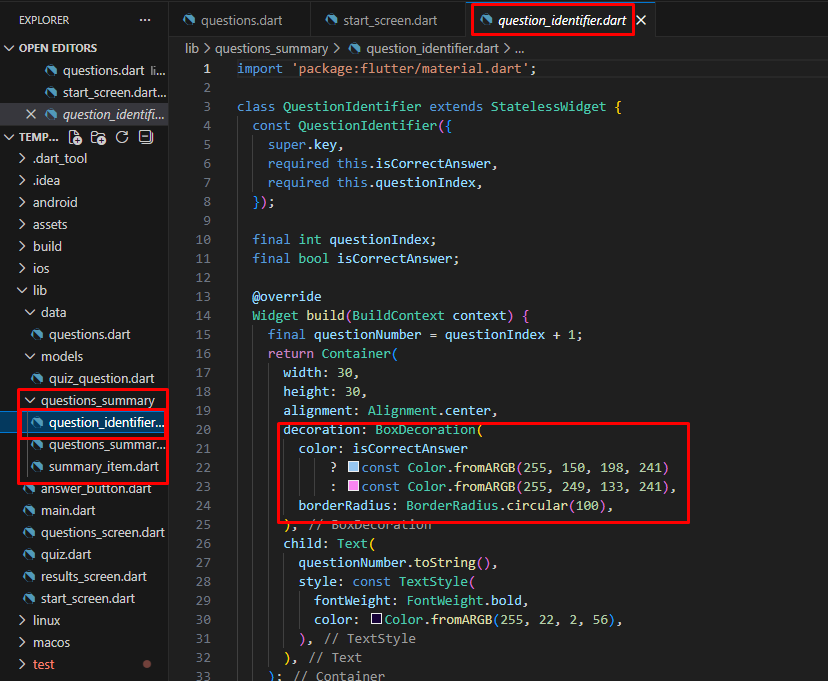 EXPLORER ...
OPEN EDITORS
questions.dart li...
start_screen.dart...
question_identifi...
TEMP...
.dart_tool
.idea
android
assets
build
ios
lib
data
questions.dart
models
quiz_question.dart
questions_summary
question_identifier...
questions_summar...
summary_item.dart
answer_button.dart
main.dart
questions_screen.dart
quiz.dart
results_screen.dart
start_screen.dart
linux
macos
test
questions.dart start_screen.dart question_identifier.dart
lib > questions_summary > question_identifier.dart > ...
1 import 'package:flutter/material.dart';
2
3 class QuestionIdentifier extends StatelessWidget {
4 const QuestionIdentifier({
5 super.key,
6 required this.isCorrectAnswer,
7 required this.questionIndex,
8 });
9
10 final int questionIndex;
11 final bool isCorrectAnswer;
12
13 @override
14 Widget build(BuildContext context) {
15 final questionNumber = questionIndex + 1;
16 return Container(
17 width: 30,
18 height: 30,
19 alignment: Alignment.center,
20 decoration: BoxDecoration(
21 color: isCorrectAnswer
22 ? const Color.fromARGB(255, 150, 198, 241)
23 : const Color.fromARGB(255, 249, 133, 241),
24 borderRadius: BorderRadius.circular(100),
25 ), // BoxDecoration
26 child: Text(
27 questionNumber.toString(),
28 style: const TextStyle(
29 fontWeight: FontWeight.bold,
30 color: Color.fromARGB(255, 22, 2, 56),
31 ), // TextStyle
32 ), // Text
33 ); // Container